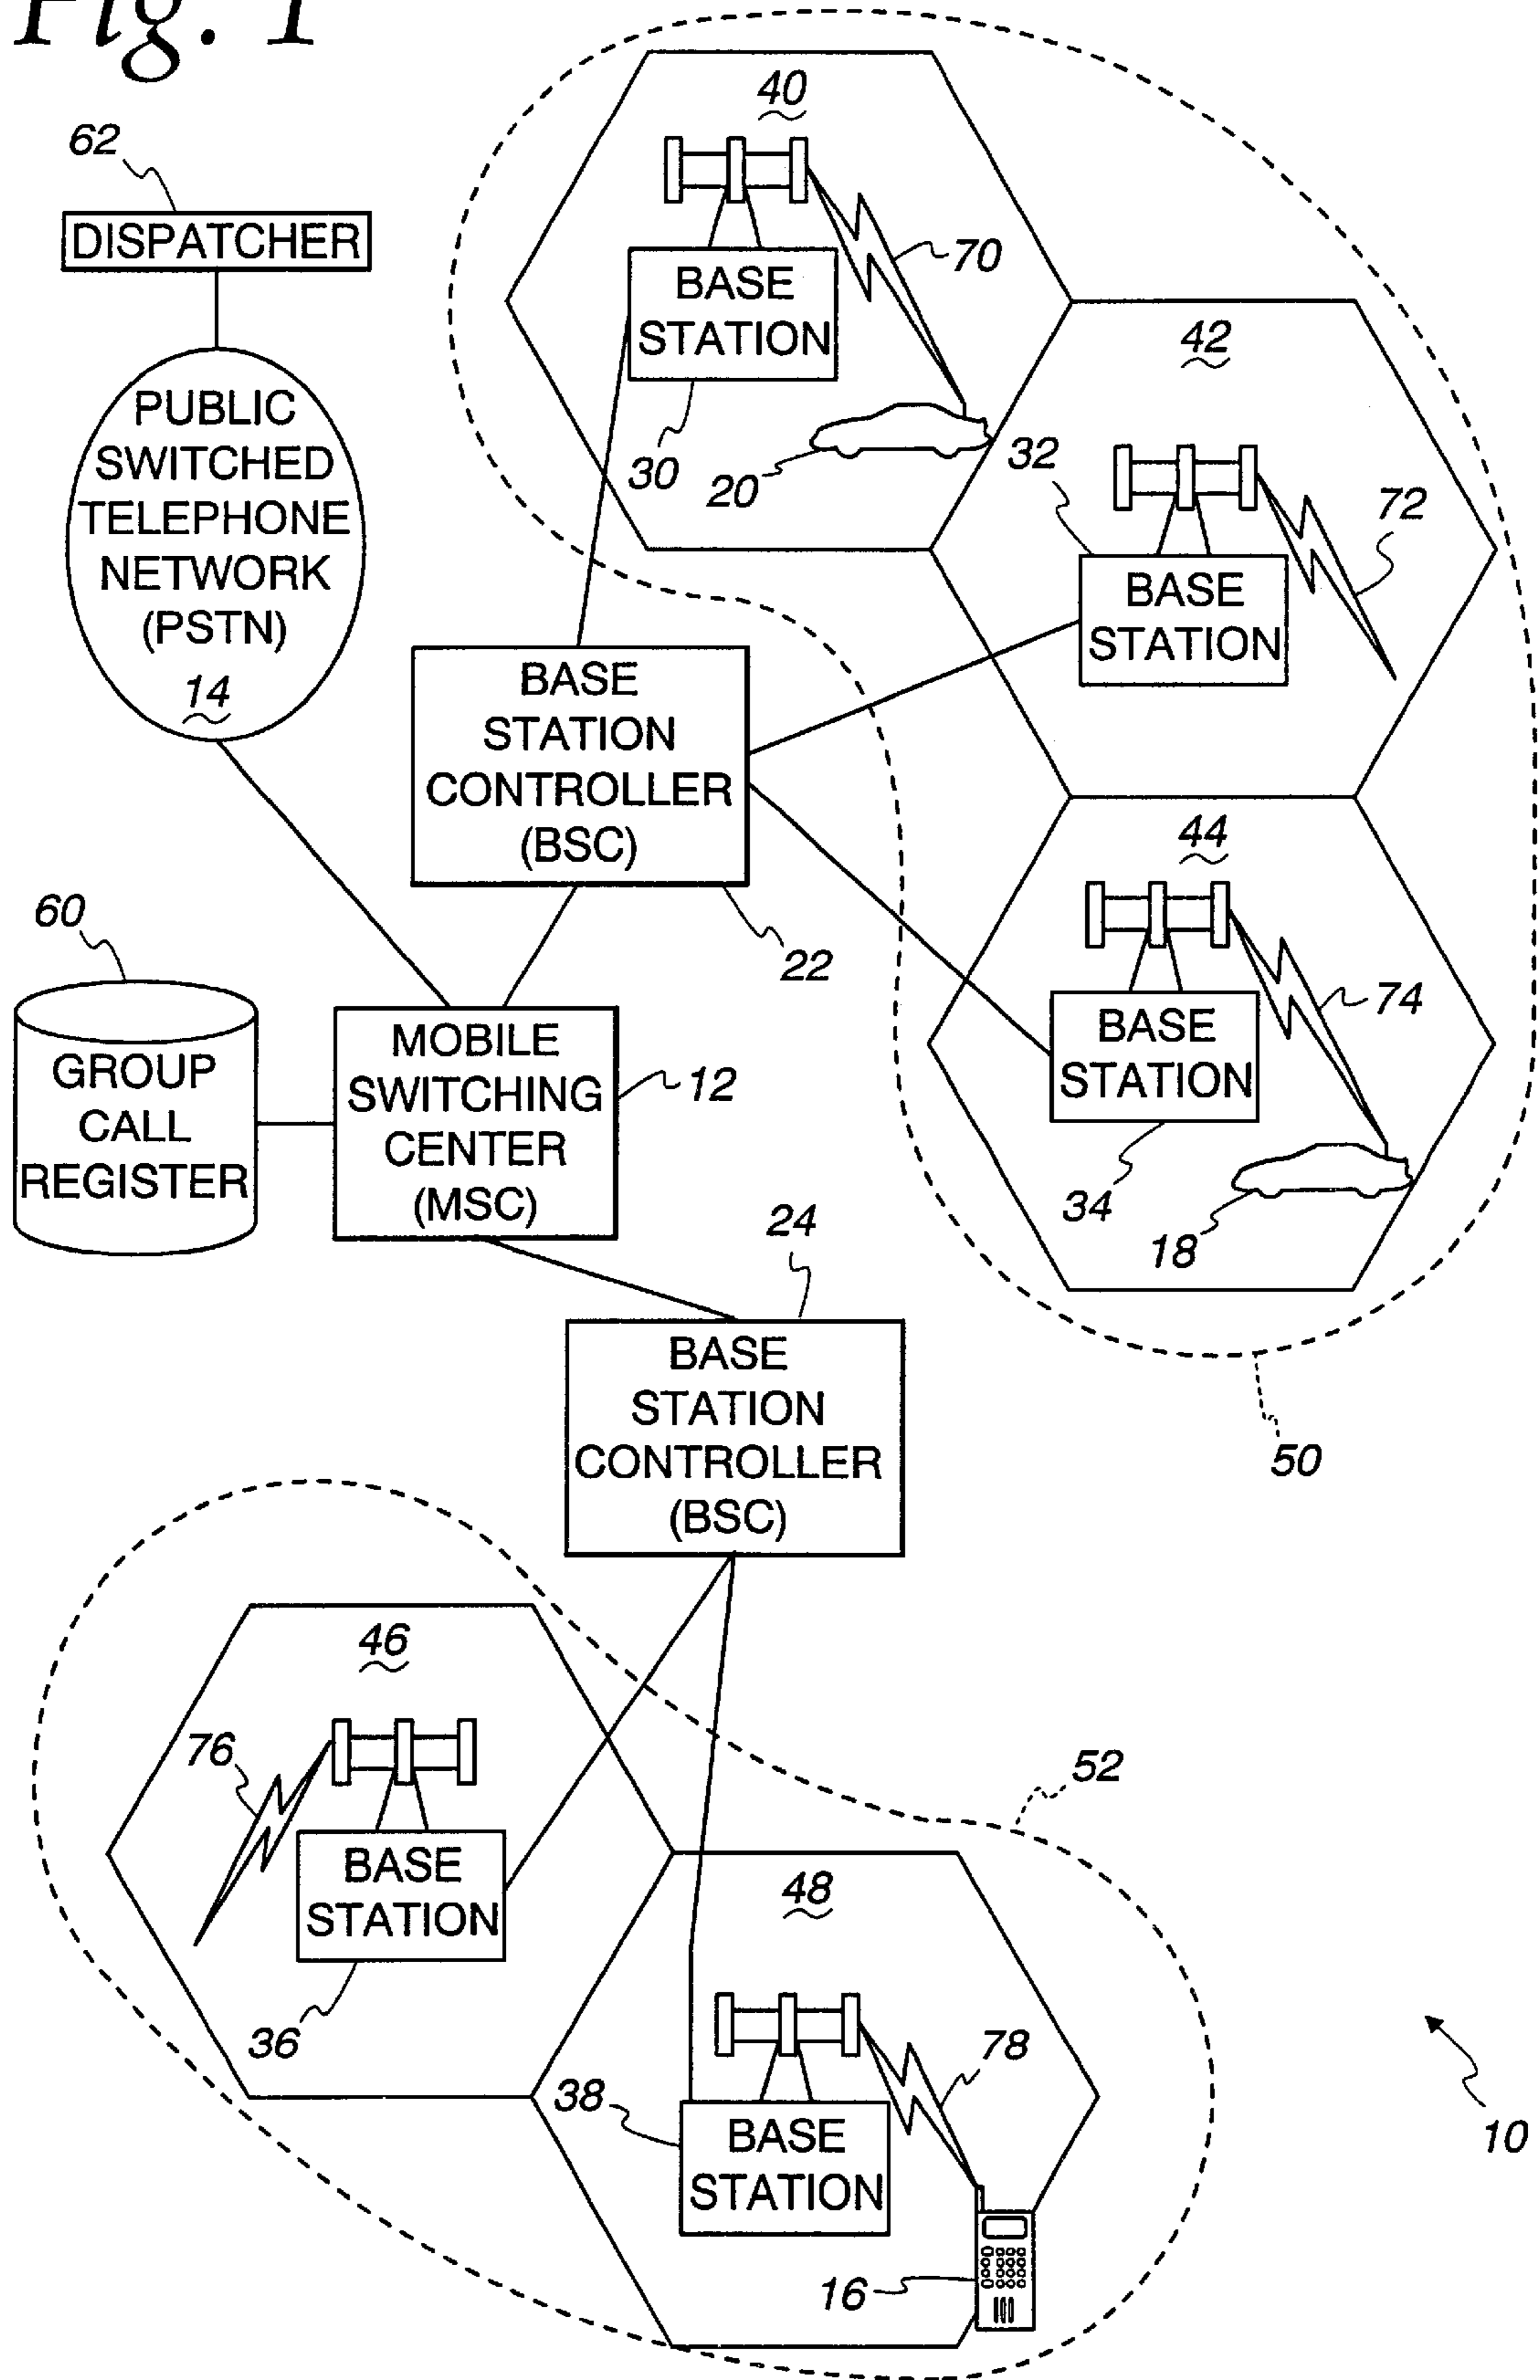 Fig. 1
62
DISPATCHER
PUBLIC
SWITCHED
TELEPHONE
NETWORK
(PSTN)
14
40
BASE
STATION
70
30
20
42
32
BASE
STATION
72
BASE
STATION
CONTROLLER
(BSC)
22
44
BASE
STATION
74
34
18
60
GROUP
CALL
REGISTER
MOBILE
SWITCHING
CENTER
(MSC)
12
24
BASE
STATION
CONTROLLER
(BSC)
50
46
76
BASE
STATION
36
52
48
38
BASE
STATION
78
16
10